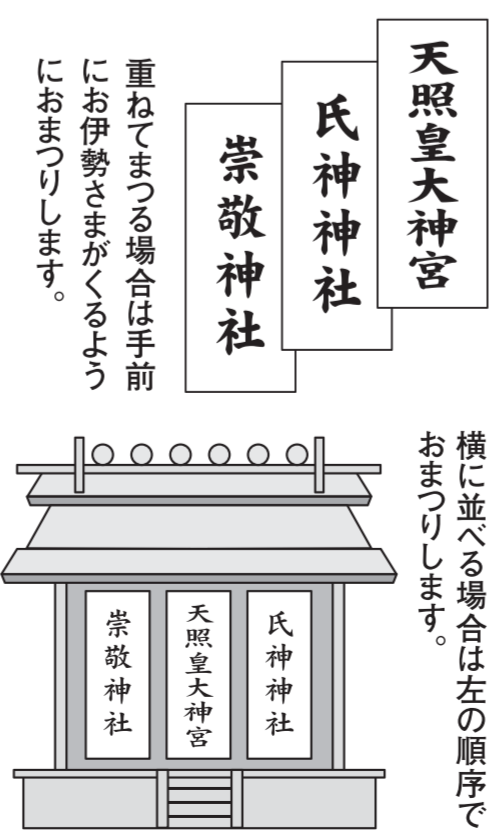 天照皇大神宮
氏神神社
崇敬神社
重ねてまつる場合は手前
にお伊勢さまがくるよう
におまつりします。
横に並べる場合は左の順序で
おまつりします。
氏神神社
天照皇大神宮
崇敬神社